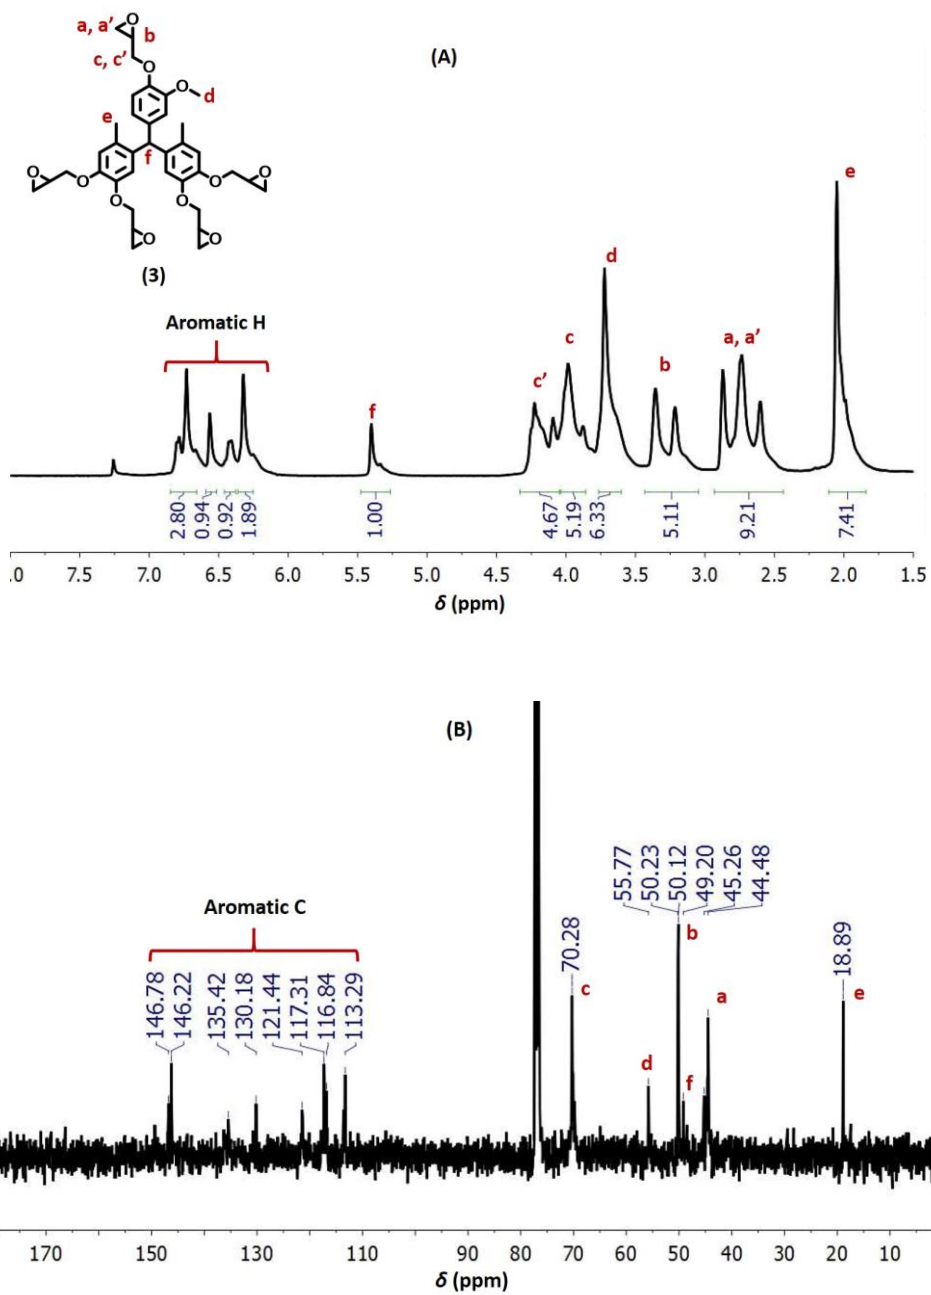 a, a'
O
b
(A)
c, c'
O
O
d
e
f
O
O
O
O
O
O
O
O
(3)
Aromatic H
f
c'
c
d
b
a, a'
e
2.80
0.94
0.92
1.89
1.00
4.67
5.19
6.33
5.11
9.21
7.41
.0 7.5 7.0 6.5 6.0 5.5 5.0 4.5 4.0 3.5 3.0 2.5 2.0 1.5
δ (ppm)
(B)
Aromatic C
146.78
146.22
135.42
130.18
121.44
117.31
116.84
113.29
70.28
55.77
50.23
50.12
49.20
45.26
44.48
18.89
c
d
b
f
a
e
170 150 130 110 90 80 70 60 50 40 30 20 10
δ (ppm)